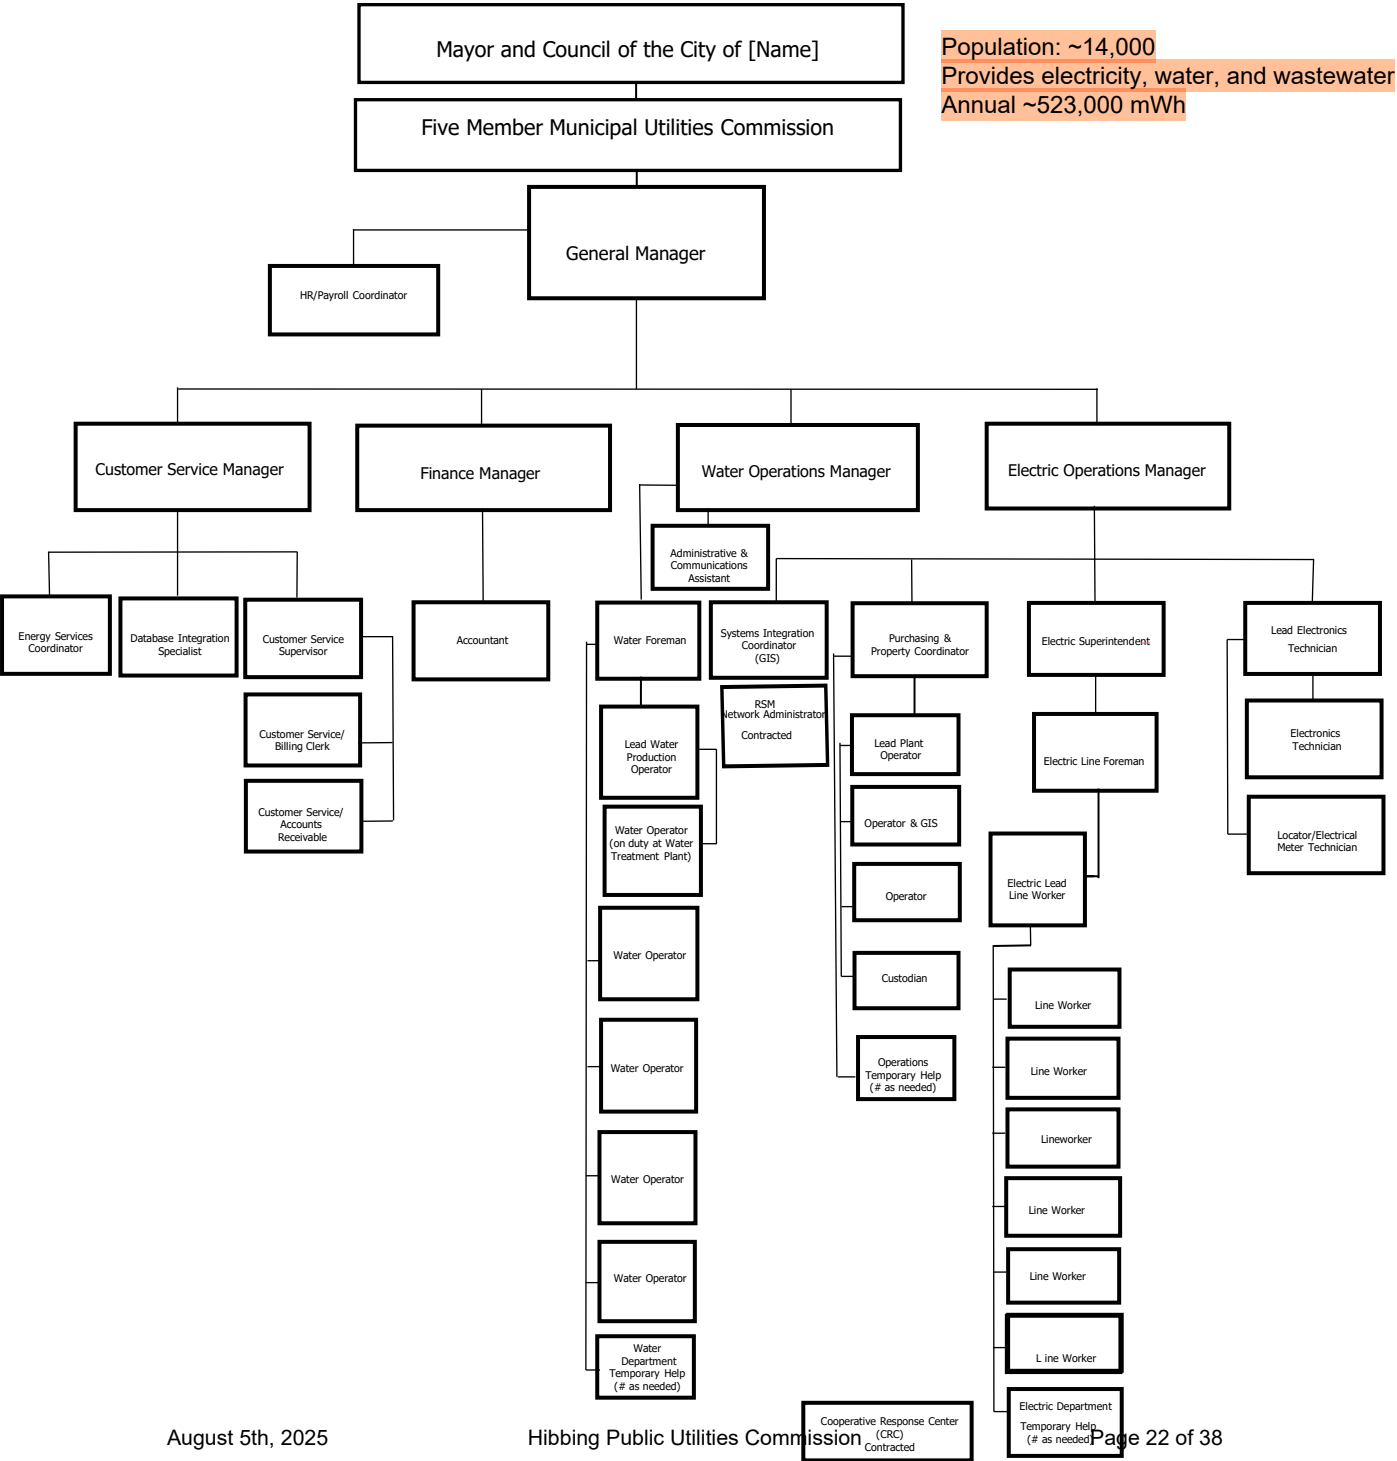 Mayor and Council of the City of [Name]
Population: ~14,000
Provides electricity, water, and wastewater
Annual ~523,000 mWh
Five Member Municipal Utilities Commission
General Manager
HR/Payroll Coordinator
Customer Service Manager
Finance Manager
Water Operations Manager
Electric Operations Manager
Administrative &
Communications
Assistant
Energy Services
Coordinator
Database Integration
Specialist
Customer Service
Supervisor
Customer Service/
Billing Clerk
Customer Service/
Accounts
Receivable
Accountant
Water Foreman
Lead Water
Production
Operator
Water Operator
(on duty at Water
Treatment Plant)
Water Operator
Water Operator
Water Operator
Water Operator
Water
Department
Temporary Help
(# as needed)
Systems Integration
Coordinator
(GIS)
RSM
Network Administrator
Contracted
Purchasing &
Property Coordinator
Lead Plant
Operator
Operator & GIS
Operator
Custodian
Operations
Temporary Help
(# as needed)
Electric Superintendent
Electric Line Foreman
Electric Lead
Line Worker
Line Worker
Line Worker
Lineworker
Line Worker
Line Worker
L ine Worker
Electric Department
Temporary Help
(# as needed)
Lead Electronics
Technician
Electronics
Technician
Locator/Electrical
Meter Technician
Cooperative Response Center
(CRC)
Contracted
August 5th, 2025
Hibbing Public Utilities Commission
Page 22 of 38